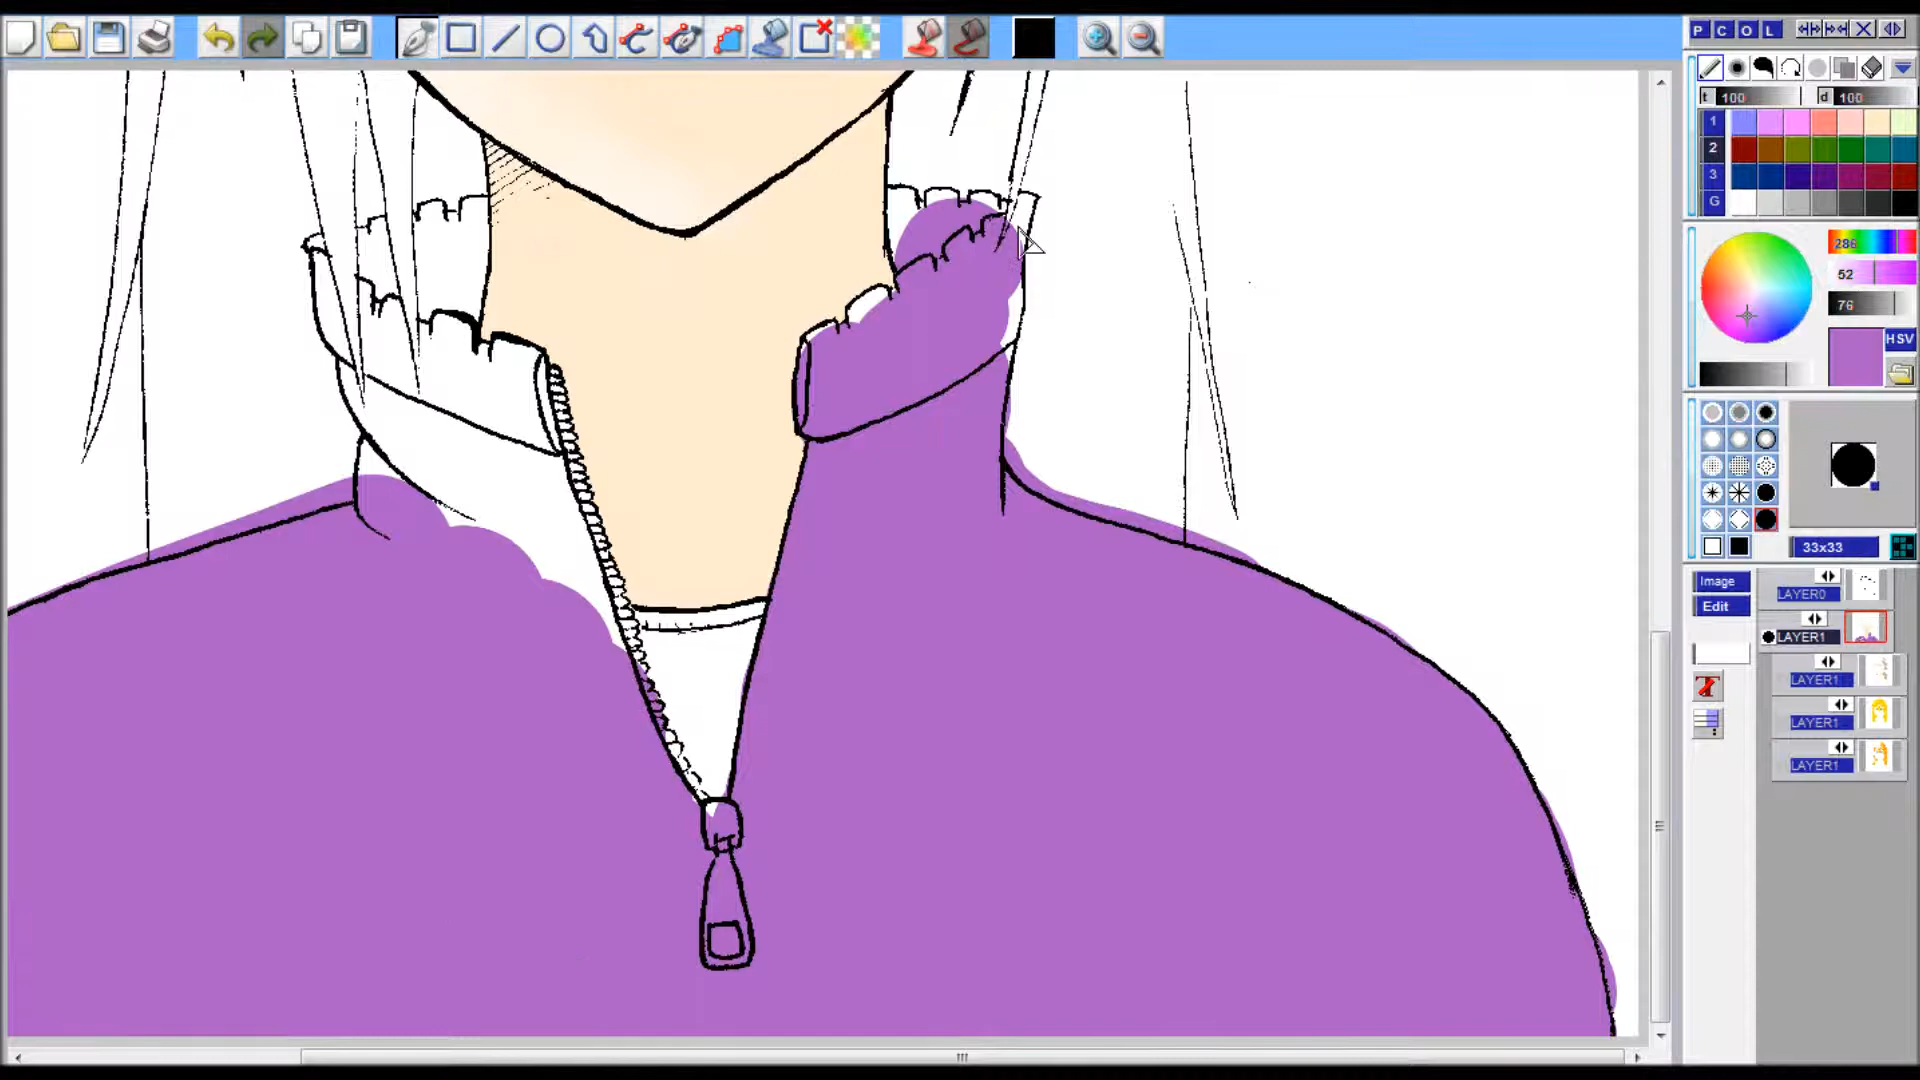 P C O L
t 100 d 100
1
2
3
G
286
52
76
HSV
33x33
Image
Edit
LAYER0
LAYER1
LAYER1
LAYER1
LAYER1
T